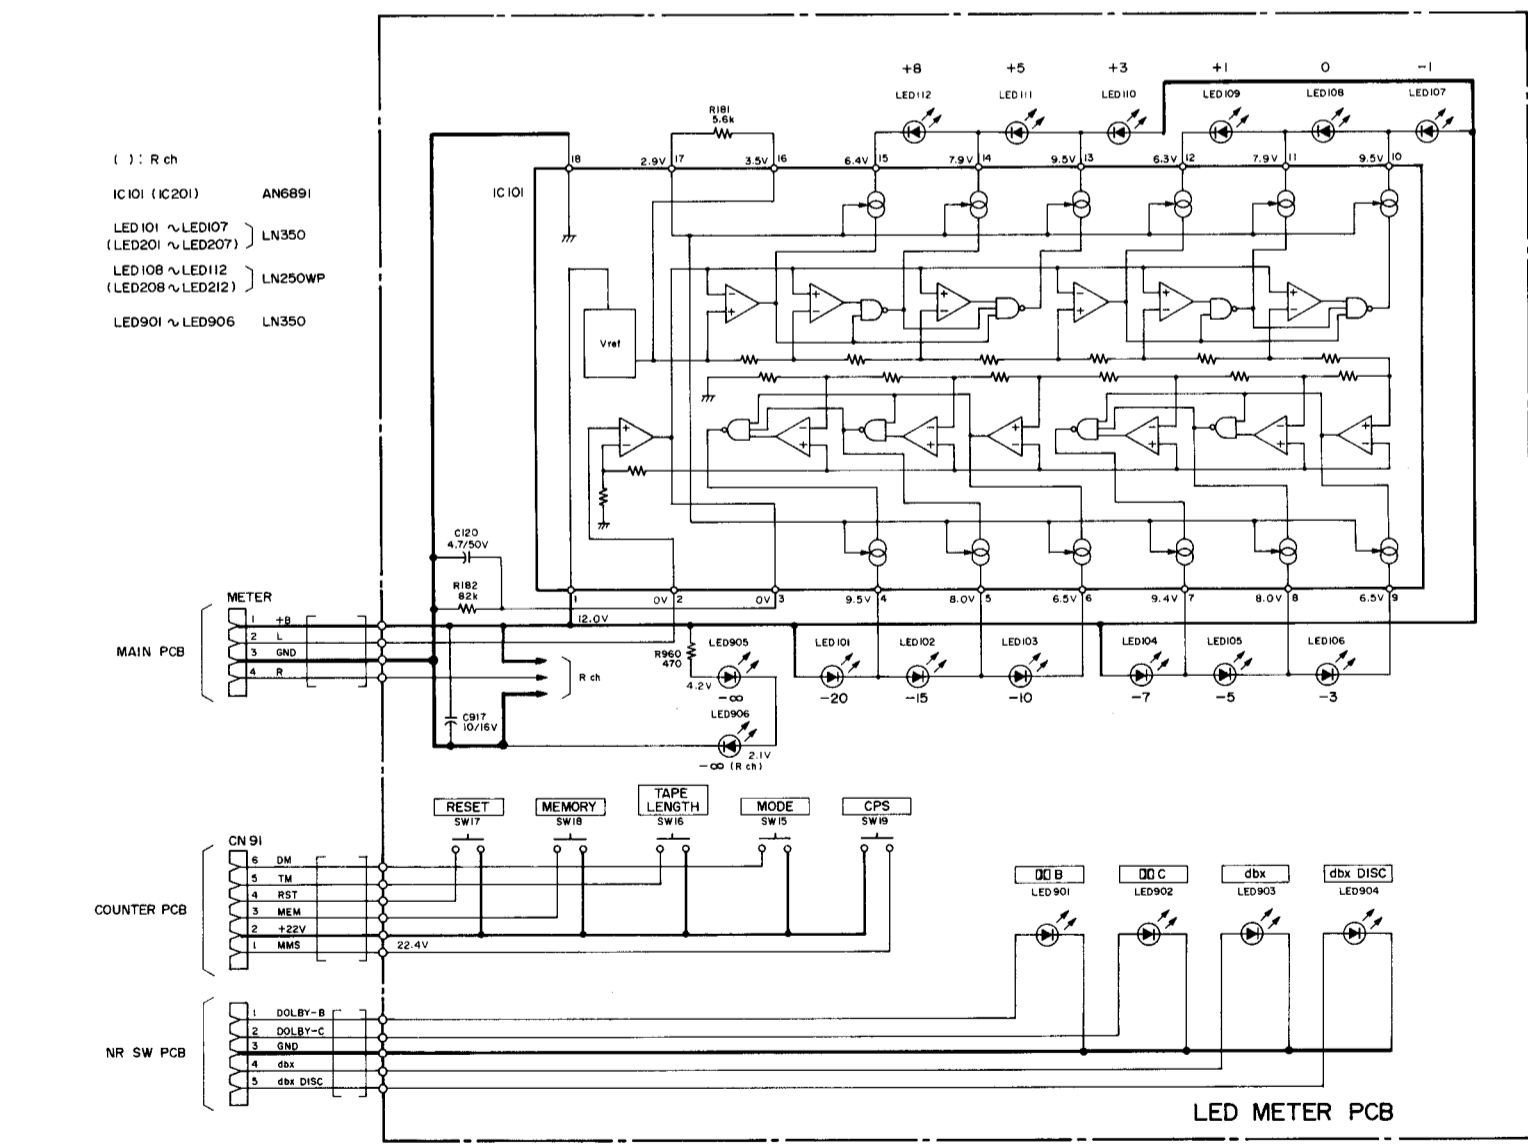 +8 +5 +3 +1 0 -1
LED112 LED111 LED110 LED109 LED108 LED107
R181
5.6k
( ): R ch
IC101 (IC201) AN6891
LED101 ~ LED107
(LED201 ~ LED207) LN350
LED108 ~ LED112
(LED208 ~ LED212) LN250WP
LED901 ~ LED906 LN350
IC101
18 2.9V 17 3.5V 16 6.4V 15 7.9V 14 9.5V 13 6.3V 12 7.9V 11 9.5V 10
Vref
C120
4.7/50V
R182
82k
1 0V 2 0V 3 9.5V 4 8.0V 5 6.5V 6 9.4V 7 8.0V 8 6.5V 9
12.0V
METER
MAIN PCB
1 +B
2 L
3 GND
4 R
R ch
C917
10/16V
R960
470
4.2V
LED905
-∞
LED906
2.1V
-∞ (R ch)
LED101 LED102 LED103 LED104 LED105 LED106
-20 -15 -10 -7 -5 -3
RESET MEMORY TAPE LENGTH MODE CPS
SW17 SW18 SW16 SW15 SW19
CN91
COUNTER PCB
6 DM
5 TM
4 RST
3 MEM
2 +22V
1 MMS
22.4V
B C dbx dbx DISC
LED901 LED902 LED903 LED904
NR SW PCB
1 DOLBY-B
2 DOLBY-C
3 GND
4 dbx
5 dbx DISC
LED METER PCB